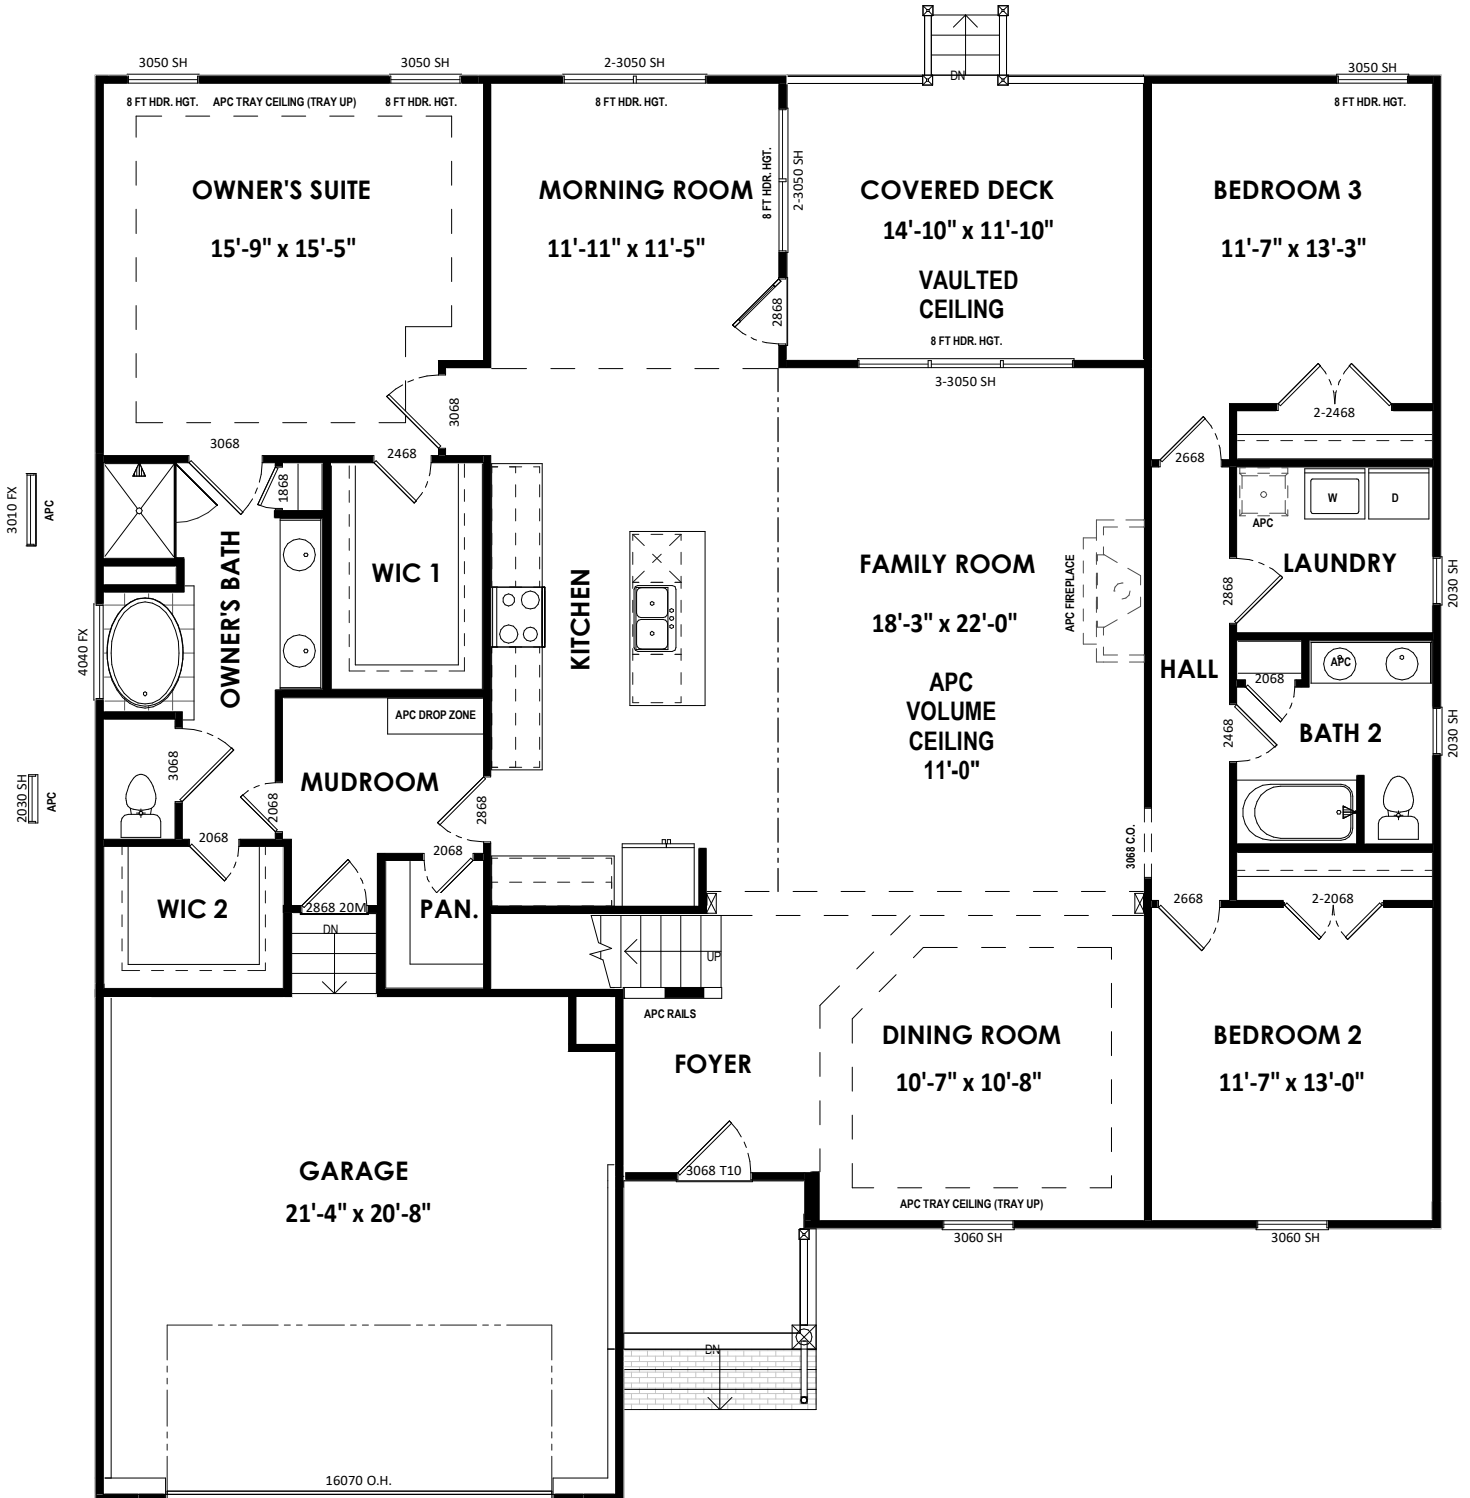 3050 SH
3050 SH
2-3050 SH
DN
3050 SH
8 FT HDR. HGT.
APC TRAY CEILING (TRAY UP)
8 FT HDR. HGT.
8 FT HDR. HGT.
8 FT HDR. HGT.
OWNER'S SUITE
15'-9" x 15'-5"
MORNING ROOM
11'-11" x 11'-5"
8 FT HDR. HGT.
2-3050 SH
2868
COVERED DECK
14'-10" x 11'-10"
VAULTED
CEILING
8 FT HDR. HGT.
3-3050 SH
BEDROOM 3
11'-7" x 13'-3"
2-2468
2668
3068
3068
2468
1868
3010 FX
APC
4040 FX
2030 SH
APC
OWNER'S BATH
WIC 1
KITCHEN
FAMILY ROOM
18'-3" x 22'-0"
APC
VOLUME
CEILING
11'-0"
APC FIREPLACE
APC
W
D
LAUNDRY
2868
2030 SH
HALL
2068
APC
2468
BATH 2
2030 SH
APC DROP ZONE
MUDROOM
3068
2068
2868
2068
2068
3068 C.O.
WIC 2
2868 20M
DN
PAN.
UP
APC RAILS
2668
2-2068
FOYER
DINING ROOM
10'-7" x 10'-8"
BEDROOM 2
11'-7" x 13'-0"
GARAGE
21'-4" x 20'-8"
3068 T10
APC TRAY CEILING (TRAY UP)
3060 SH
3060 SH
DN
16070 O.H.